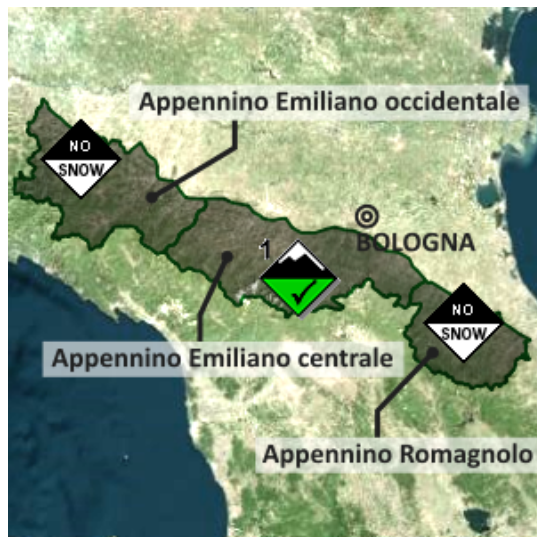 Appennino Emiliano occidentale
NO
SNOW
1
BOLOGNA
NO
SNOW
Appennino Emiliano centrale
Appennino Romagnolo